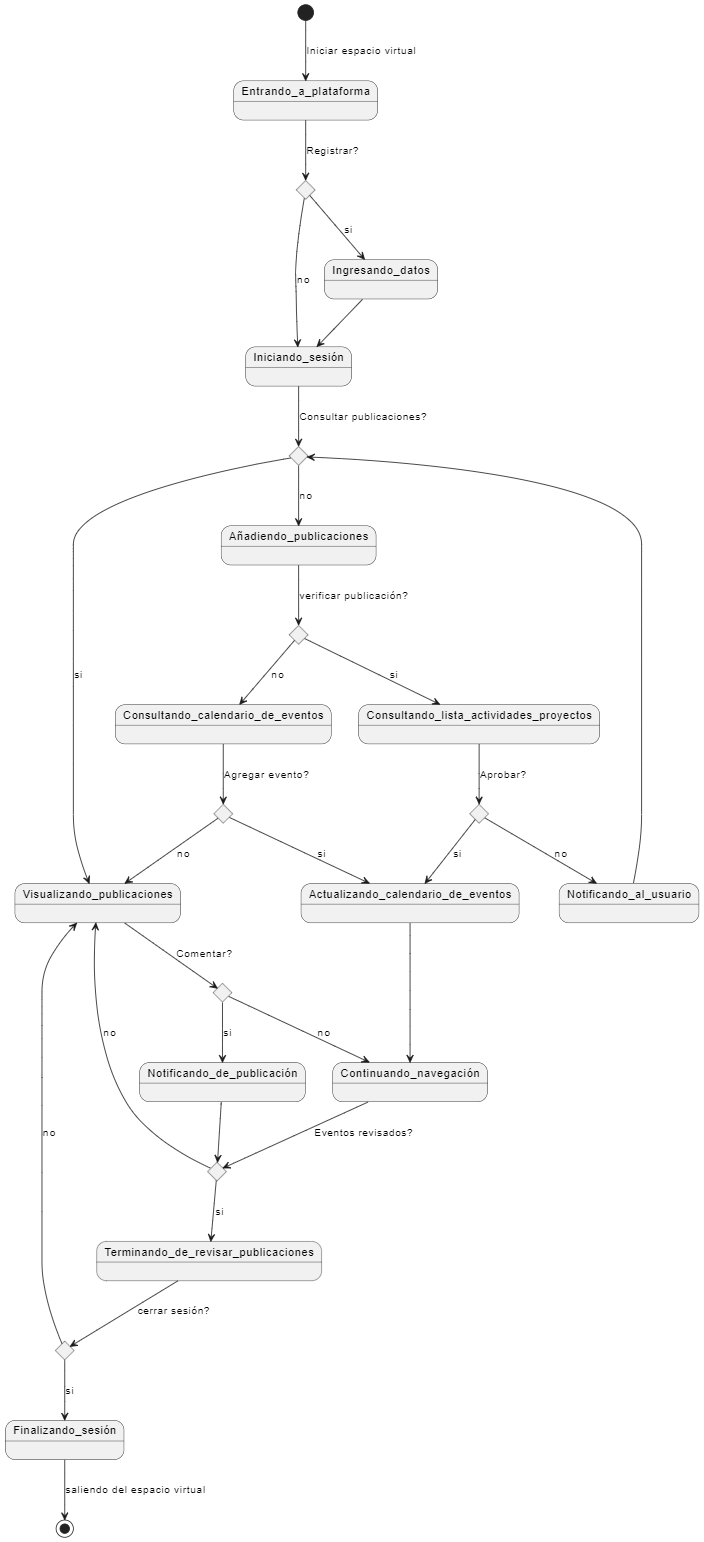 Iniciar espacio virtual
Entrando_a_plataforma
Registrar?
si
Ingresando_datos
no
Iniciando_sesión
Consultar publicaciones?
no
Añadiendo_publicaciones
verificar publicación?
si
no
si
Consultando_calendario_de_eventos
Consultando_lista_actividades_proyectos
Agregar evento?
Aprobar?
no
si
si
no
Visualizando_publicaciones
Actualizando_calendario_de_eventos
Notificando_al_usuario
Comentar?
no
si
no
Notificando_de_publicación
Continuando_navegación
no
Eventos revisados?
si
Terminando_de_revisar_publicaciones
cerrar sesión?
si
Finalizando_sesión
saliendo del espacio virtual